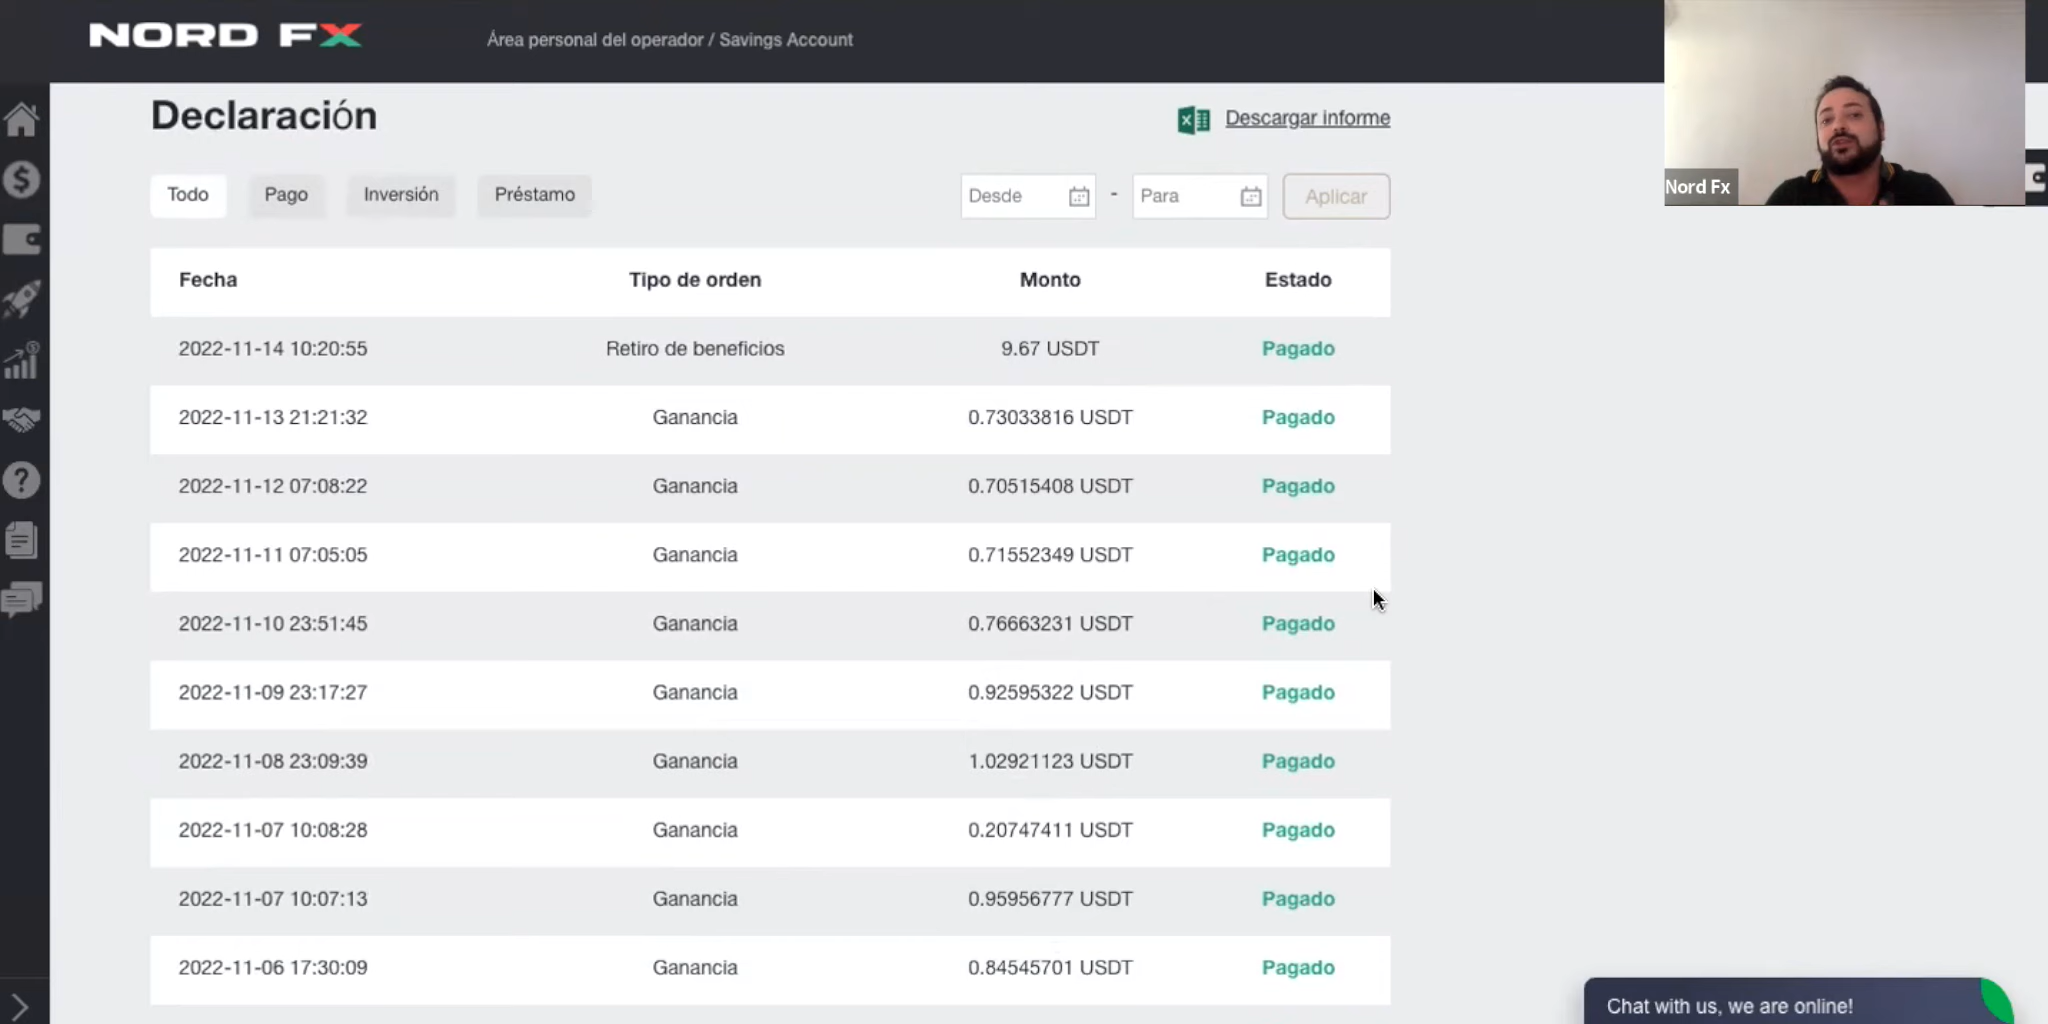 NORD FX
Área personal del operador / Savings Account
Nord Fx
Declaración
Descargar informe
Todo Pago Inversión Préstamo Desde - Para Aplicar
Fecha Tipo de orden Monto Estado
2022-11-14 10:20:55 Retiro de beneficios 9.67 USDT Pagado
2022-11-13 21:21:32 Ganancia 0.73033816 USDT Pagado
2022-11-12 07:08:22 Ganancia 0.70515408 USDT Pagado
2022-11-11 07:05:05 Ganancia 0.71552349 USDT Pagado
2022-11-10 23:51:45 Ganancia 0.76663231 USDT Pagado
2022-11-09 23:17:27 Ganancia 0.92595322 USDT Pagado
2022-11-08 23:09:39 Ganancia 1.02921123 USDT Pagado
2022-11-07 10:08:28 Ganancia 0.20747411 USDT Pagado
2022-11-07 10:07:13 Ganancia 0.95956777 USDT Pagado
2022-11-06 17:30:09 Ganancia 0.84545701 USDT Pagado
Chat with us, we are online!